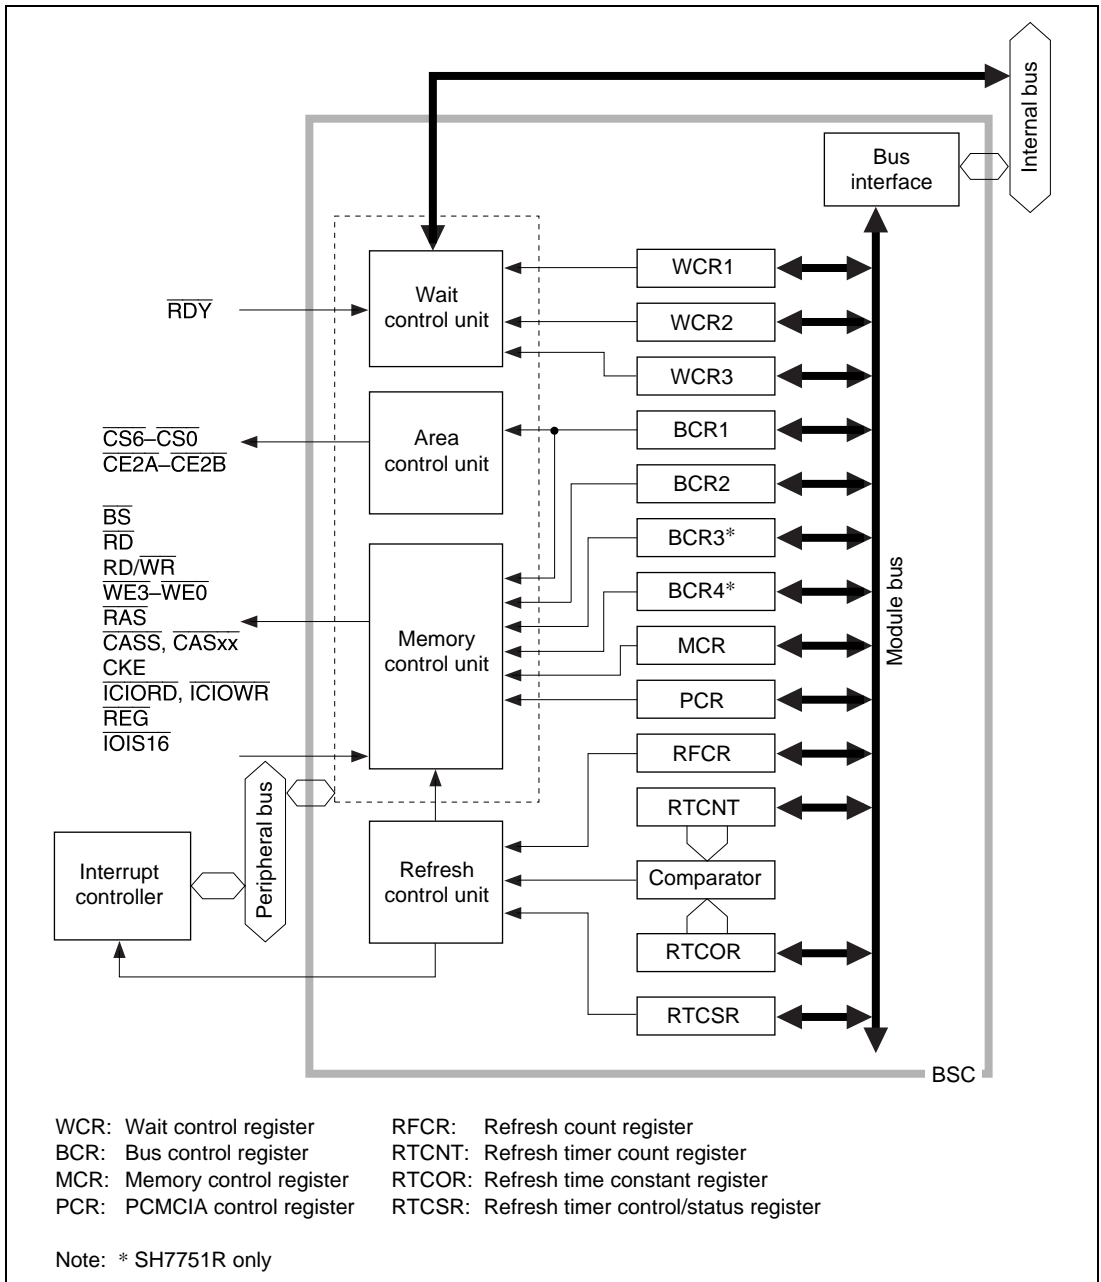 Internal bus
Bus
interface
Wait
control unit
WCR1
RDY
WCR2
WCR3
CS6–CS0
CE2A–CE2B
Area
control unit
BCR1
BCR2
BS
RD
RD/WR
WE3–WE0
RAS
CASS, CASxx
CKE
ICIORD, ICIOWR
REG
IOIS16
Memory
control unit
BCR3*
BCR4*
MCR
PCR
Module bus
RFCR
RTCNT
Comparator
RTCOR
RTCSR
Interrupt
controller
Peripheral bus
Refresh
control unit
BSC
WCR: Wait control register
BCR: Bus control register
MCR: Memory control register
PCR: PCMCIA control register
RFCR: Refresh count register
RTCNT: Refresh timer count register
RTCOR: Refresh time constant register
RTCSR: Refresh timer control/status register
Note: * SH7751R only